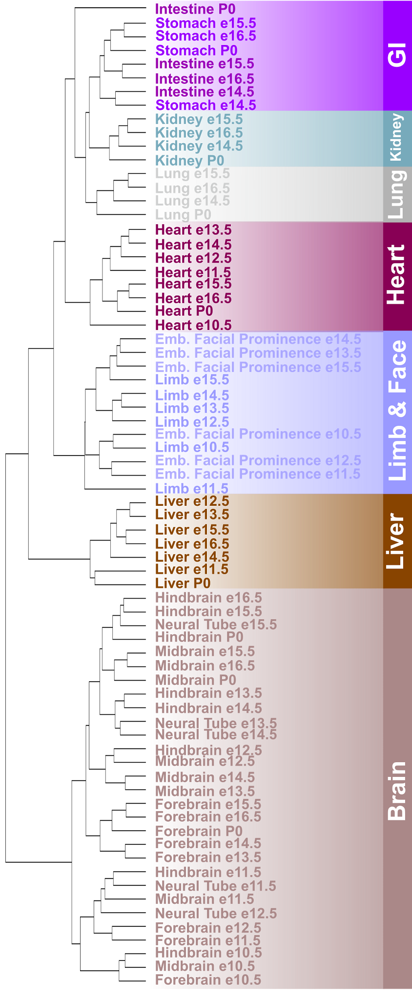 Intestine P0
Stomach e15.5
Stomach e16.5
Stomach P0
Intestine e15.5
Intestine e16.5
Intestine e14.5
Stomach e14.5
GI
Kidney e15.5
Kidney e16.5
Kidney e14.5
Kidney P0
Kidney
Lung e15.5
Lung e16.5
Lung e14.5
Lung P0
Lung
Heart e13.5
Heart e14.5
Heart e12.5
Heart e11.5
Heart e15.5
Heart e16.5
Heart P0
Heart e10.5
Heart
Emb. Facial Prominence e14.5
Emb. Facial Prominence e13.5
Emb. Facial Prominence e15.5
Limb e15.5
Limb e14.5
Limb e13.5
Limb e12.5
Emb. Facial Prominence e10.5
Limb e10.5
Emb. Facial Prominence e12.5
Emb. Facial Prominence e11.5
Limb e11.5
Limb & Face
Liver e12.5
Liver e13.5
Liver e15.5
Liver e16.5
Liver e14.5
Liver e11.5
Liver P0
Liver
Hindbrain e16.5
Hindbrain e15.5
Neural Tube e15.5
Hindbrain P0
Midbrain e15.5
Midbrain e16.5
Midbrain P0
Hindbrain e13.5
Hindbrain e14.5
Neural Tube e13.5
Neural Tube e14.5
Hindbrain e12.5
Midbrain e12.5
Midbrain e14.5
Midbrain e13.5
Forebrain e15.5
Forebrain e16.5
Forebrain P0
Forebrain e14.5
Forebrain e13.5
Hindbrain e11.5
Neural Tube e11.5
Midbrain e11.5
Neural Tube e12.5
Forebrain e12.5
Forebrain e11.5
Hindbrain e10.5
Midbrain e10.5
Forebrain e10.5
Brain